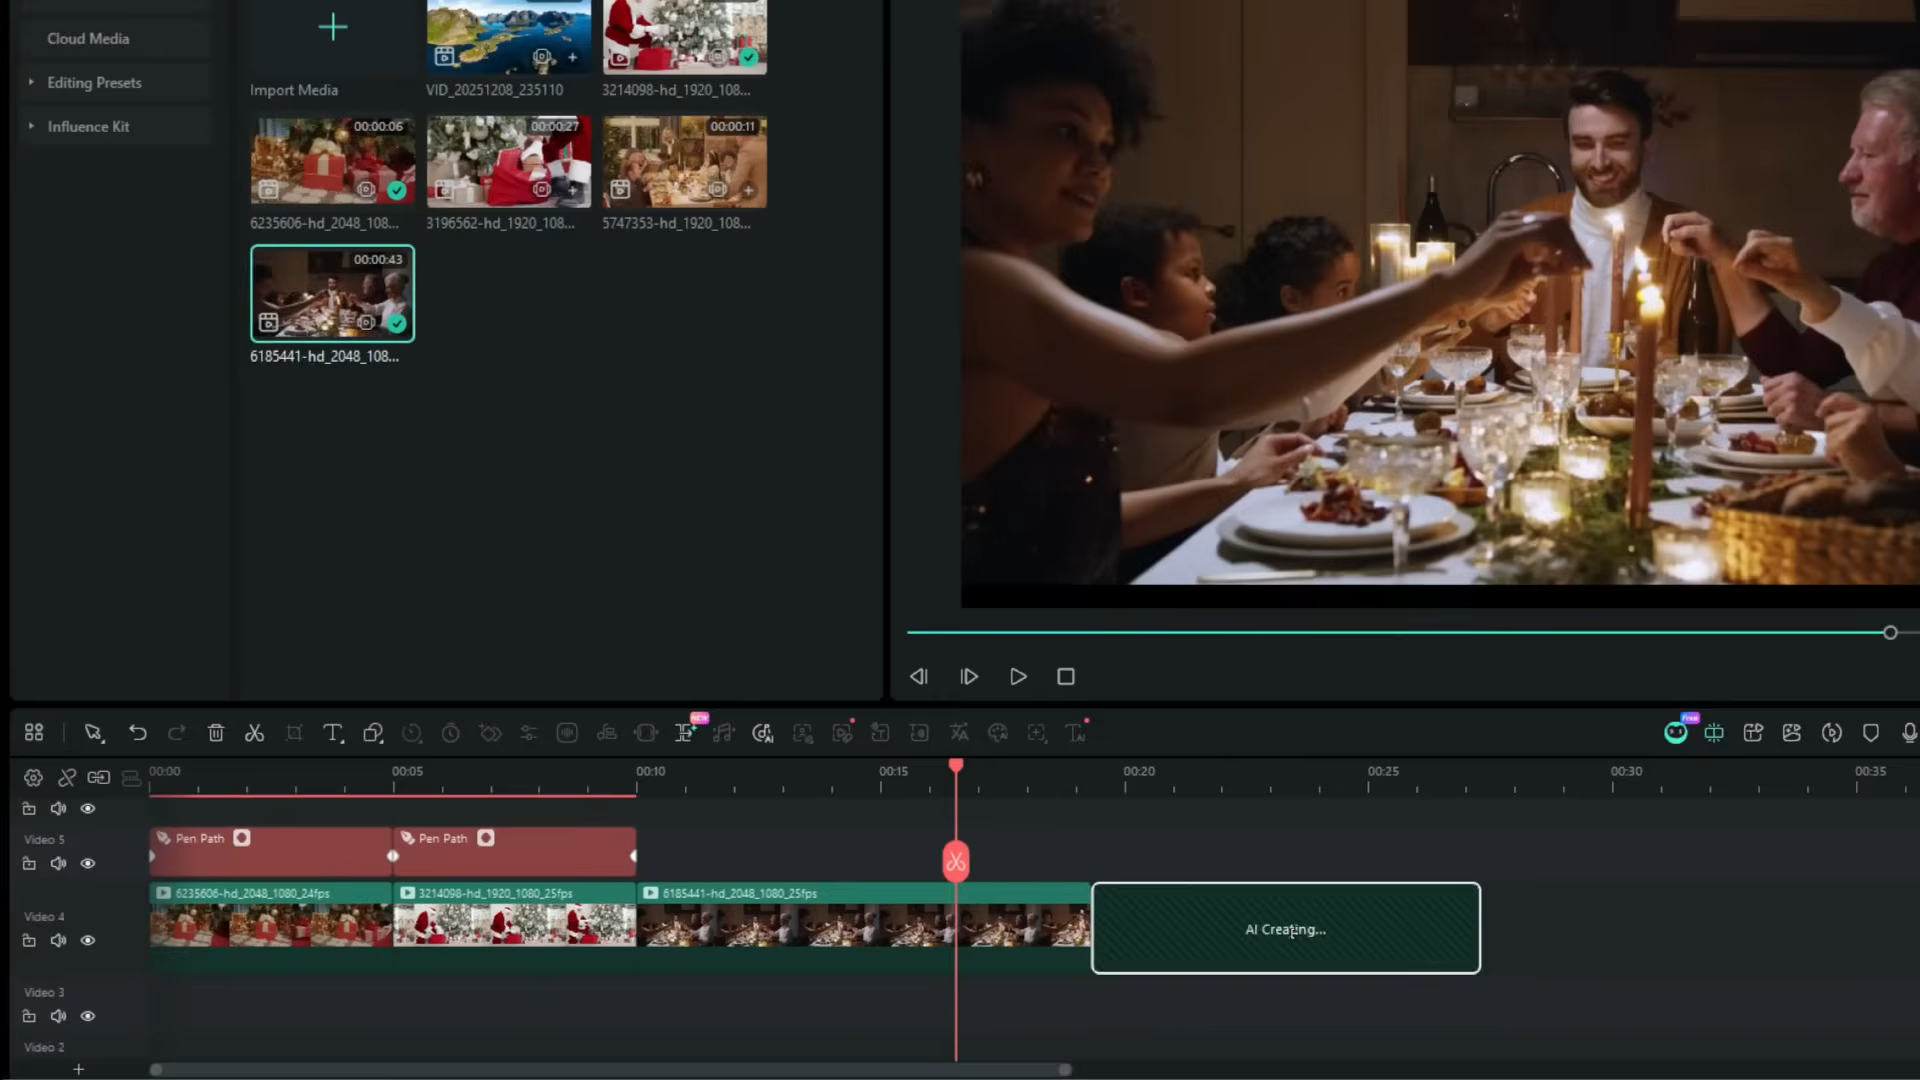 Cloud Media
Editing Presets
Influence Kit
Import Media
VID_20251208_235110
3214098-hd_1920_108...
00:00:06
00:00:27
00:00:11
6235606-hd_2048_108...
3196562-hd_1920_108...
5747353-hd_1920_108...
00:00:43
6185441-hd_2048_108...
NEW
Free
00:00
00:05
00:10
00:15
00:20
00:25
00:30
00:35
Video 5
Pen Path
Pen Path
6235606-hd_2048_1080_24fps
3214098-hd_1920_1080_25fps
6185441-hd_2048_1080_25fps
Video 4
AI Creating...
Video 3
Video 2